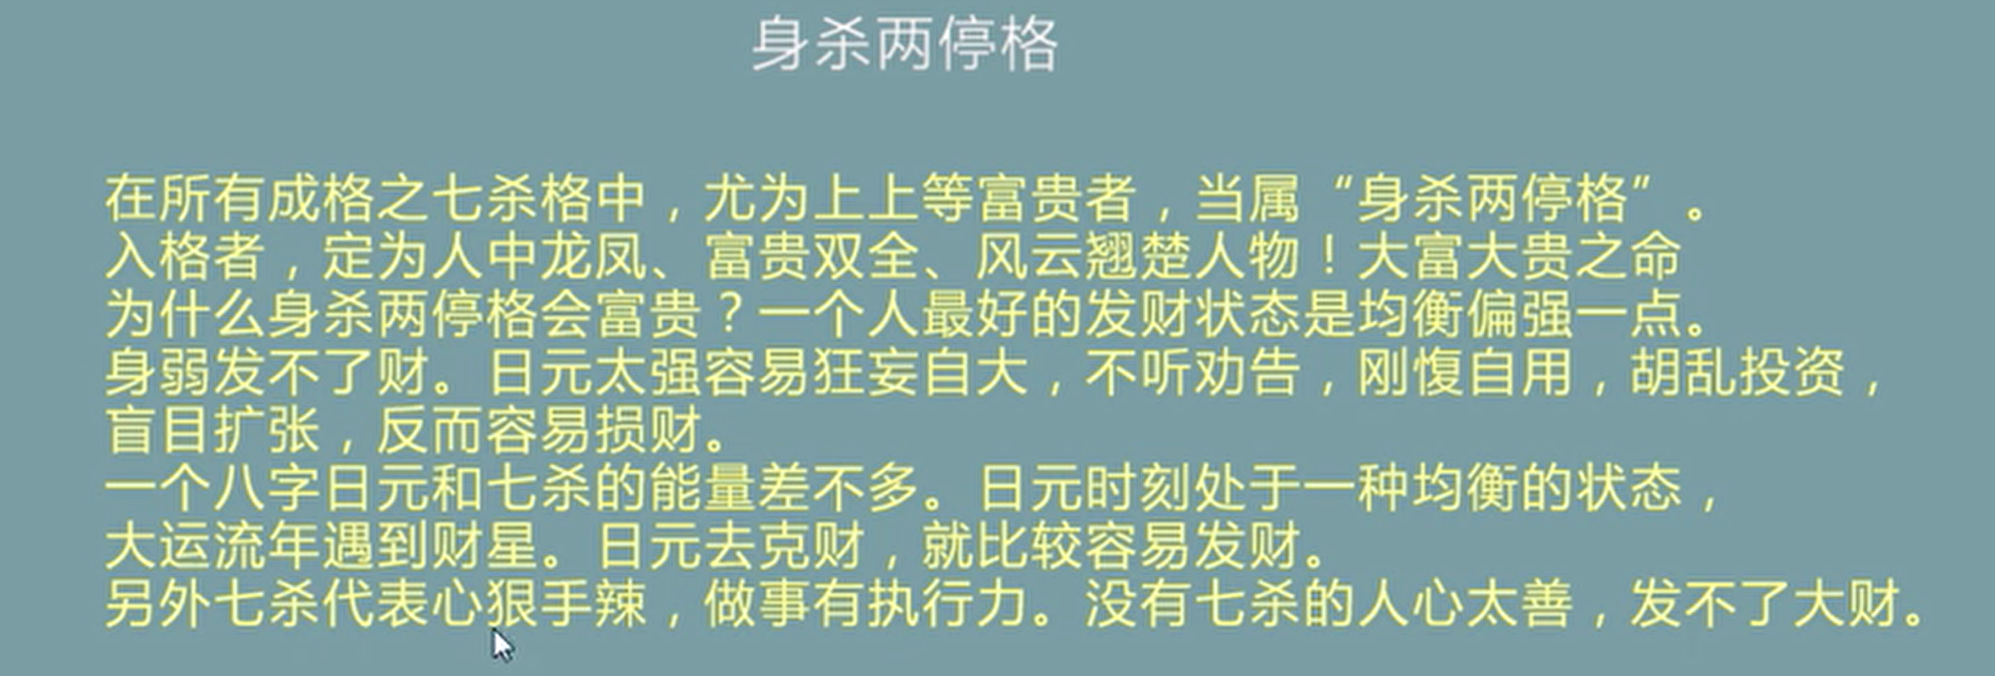 身杀两停格
在所有成格之七杀格中，尤为上上等富贵者，当属“身杀两停格”。
入格者，定为人中龙凤、富贵双全、风云翘楚人物！大富大贵之命
为什么身杀两停格会富贵？一个人最好的发财状态是均衡偏强一点。
身弱发不了财。日元太强容易狂妄自大，不听劝告，刚愎自用，胡乱投资，
盲目扩张，反而容易损财。
一个八字日元和七杀的能量差不多。日元时刻处于一种均衡的状态，
大运流年遇到财星。日元去克财，就比较容易发财。
另外七杀代表心狠手辣，做事有执行力。没有七杀的人心太善，发不了大财。